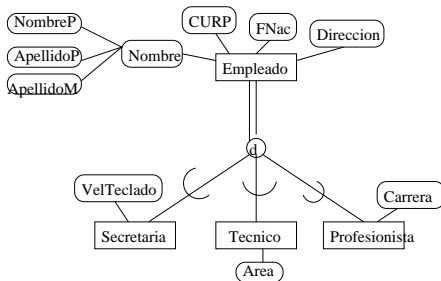 NombreP
CURP
FNac
Direccion
ApellidoP
Nombre
Empleado
ApellidoM
d
VelTeclado
Carrera
Secretaria
Tecnico
Profesionista
Area